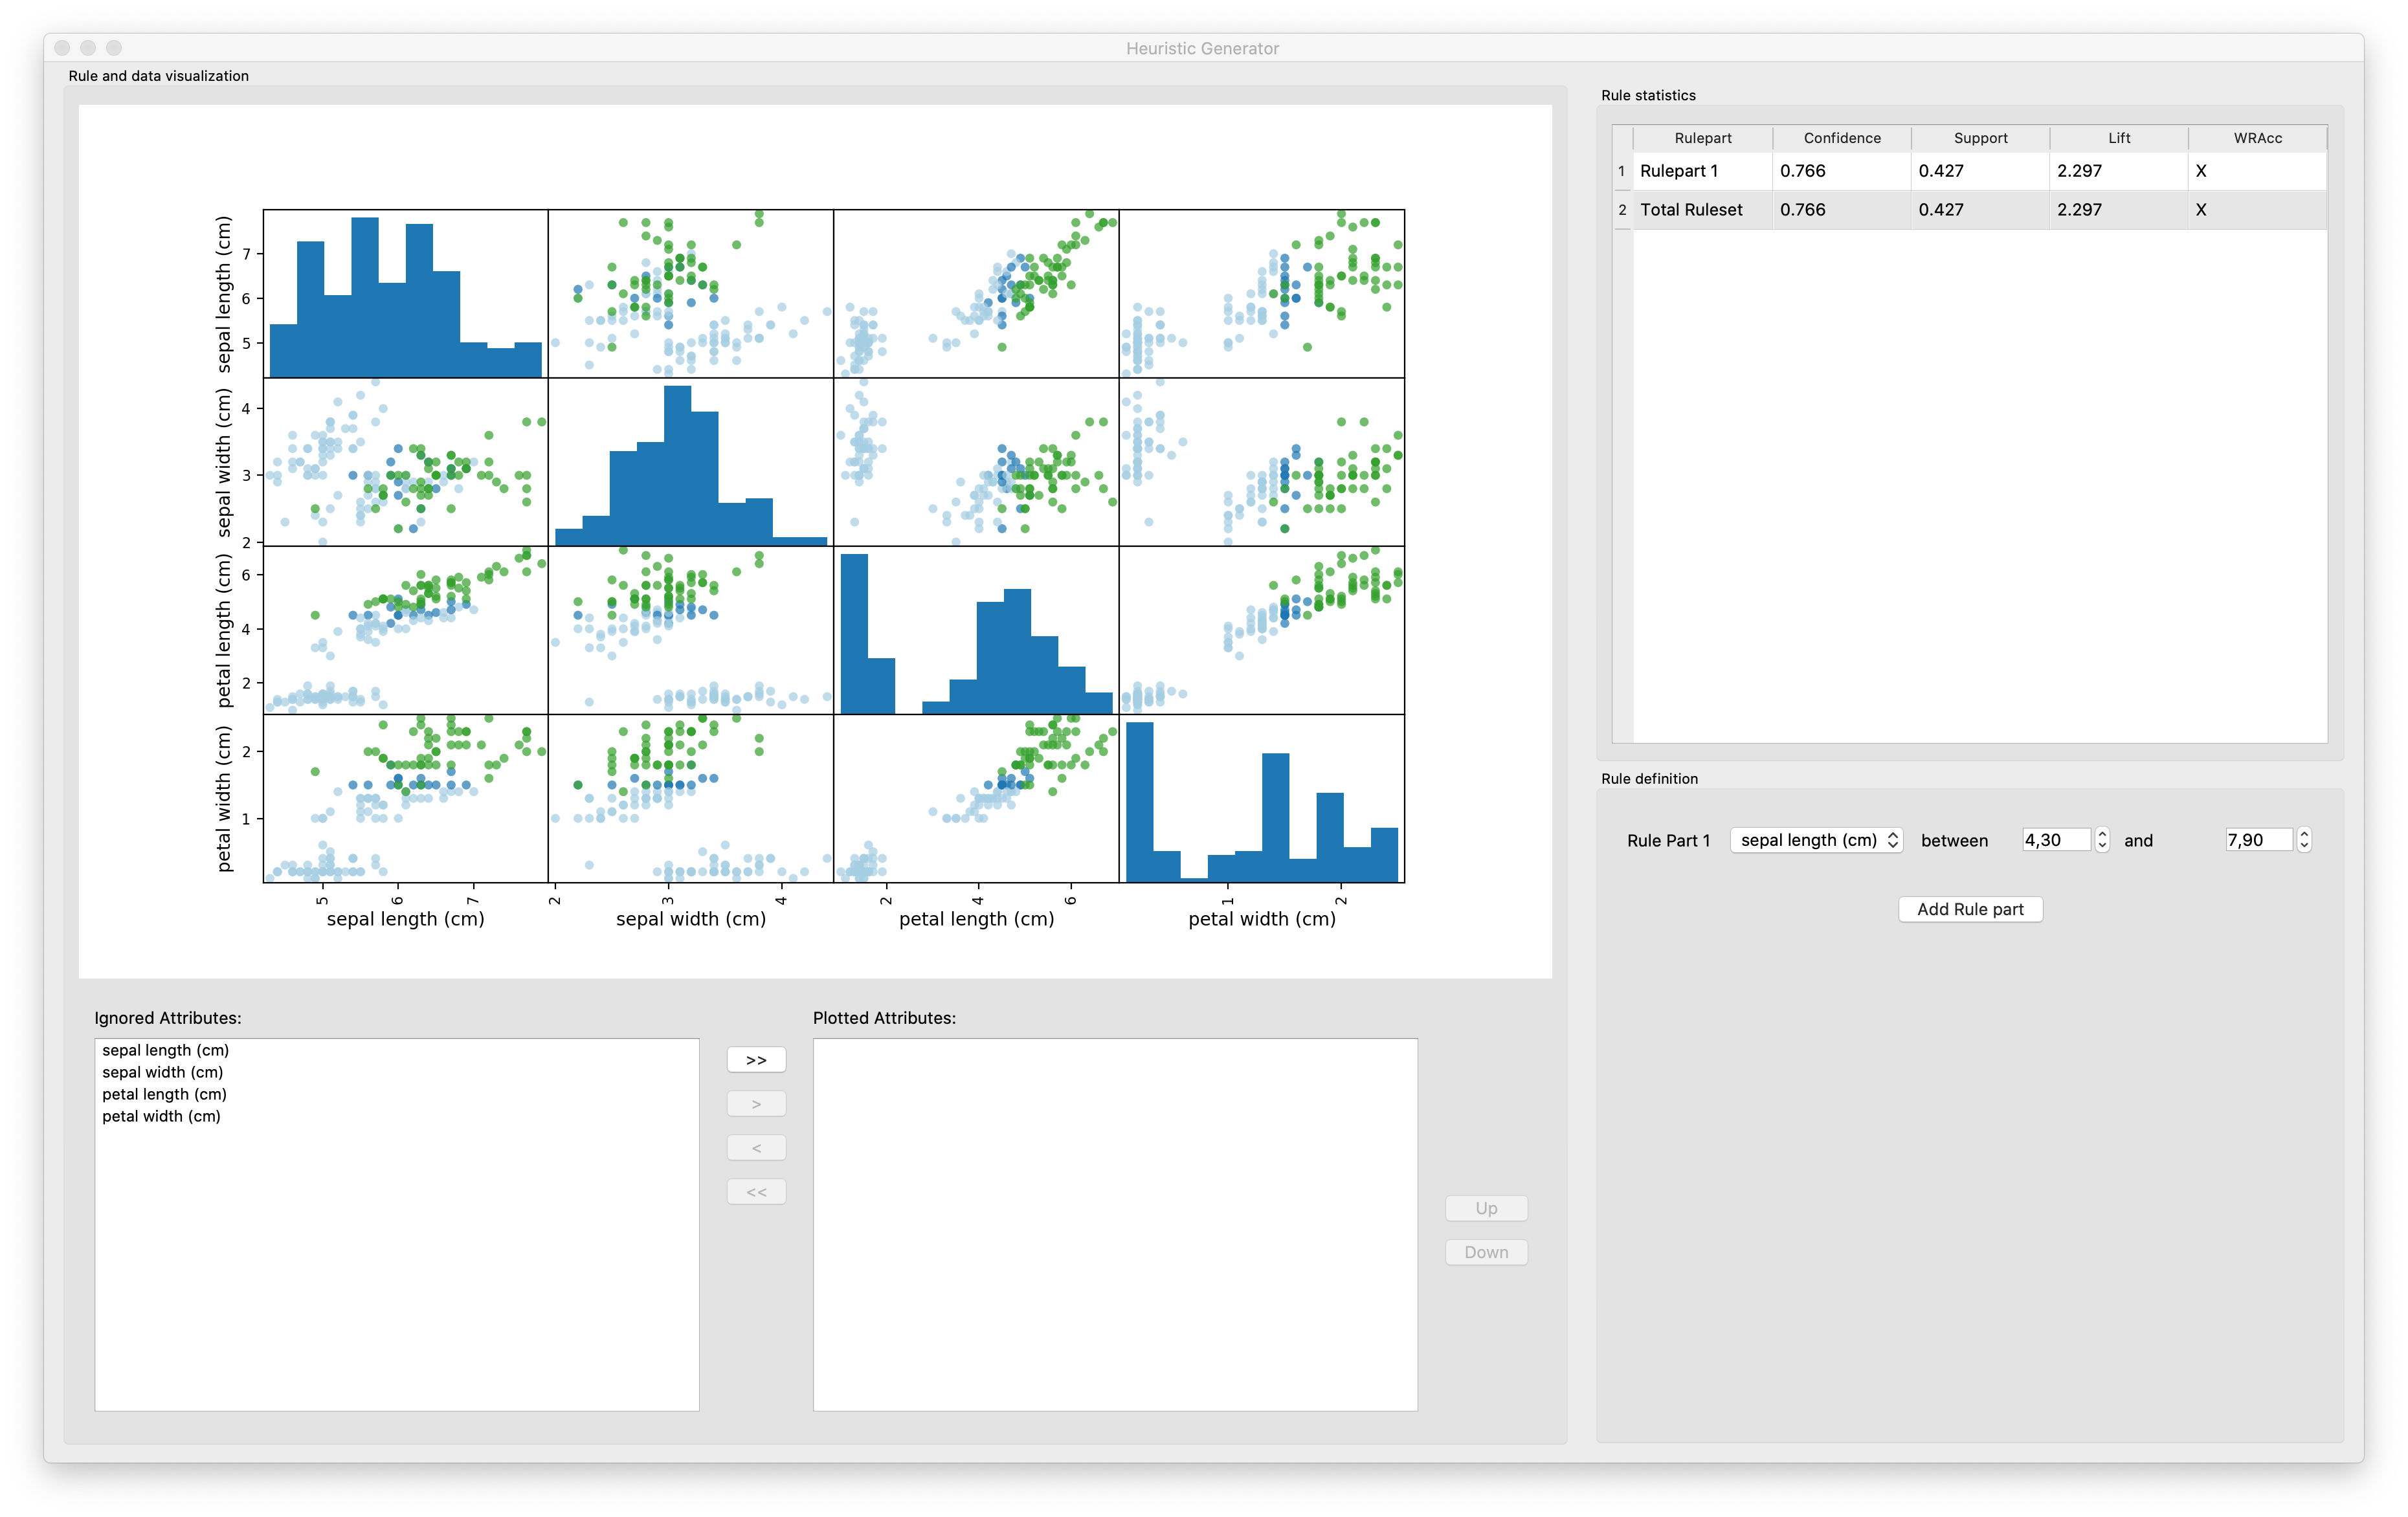 Heuristic Generator
Rule and data visualization
sepal length (cm)
7
6
5
sepal width (cm)
4
3
2
petal length (cm)
6
4
2
petal width (cm)
2
1
5 6 7 2 3 4 2 4 6 1 2
sepal length (cm) sepal width (cm) petal length (cm) petal width (cm)
Ignored Attributes:
sepal length (cm)
sepal width (cm)
petal length (cm)
petal width (cm)
>>
>
<
<<
Plotted Attributes:
Up
Down
Rule statistics
Rulepart Confidence Support Lift WRAcc
1 Rulepart 1 0.766 0.427 2.297 X
2 Total Ruleset 0.766 0.427 2.297 X
Rule definition
Rule Part 1 sepal length (cm) between 4,30 and 7,90
Add Rule part